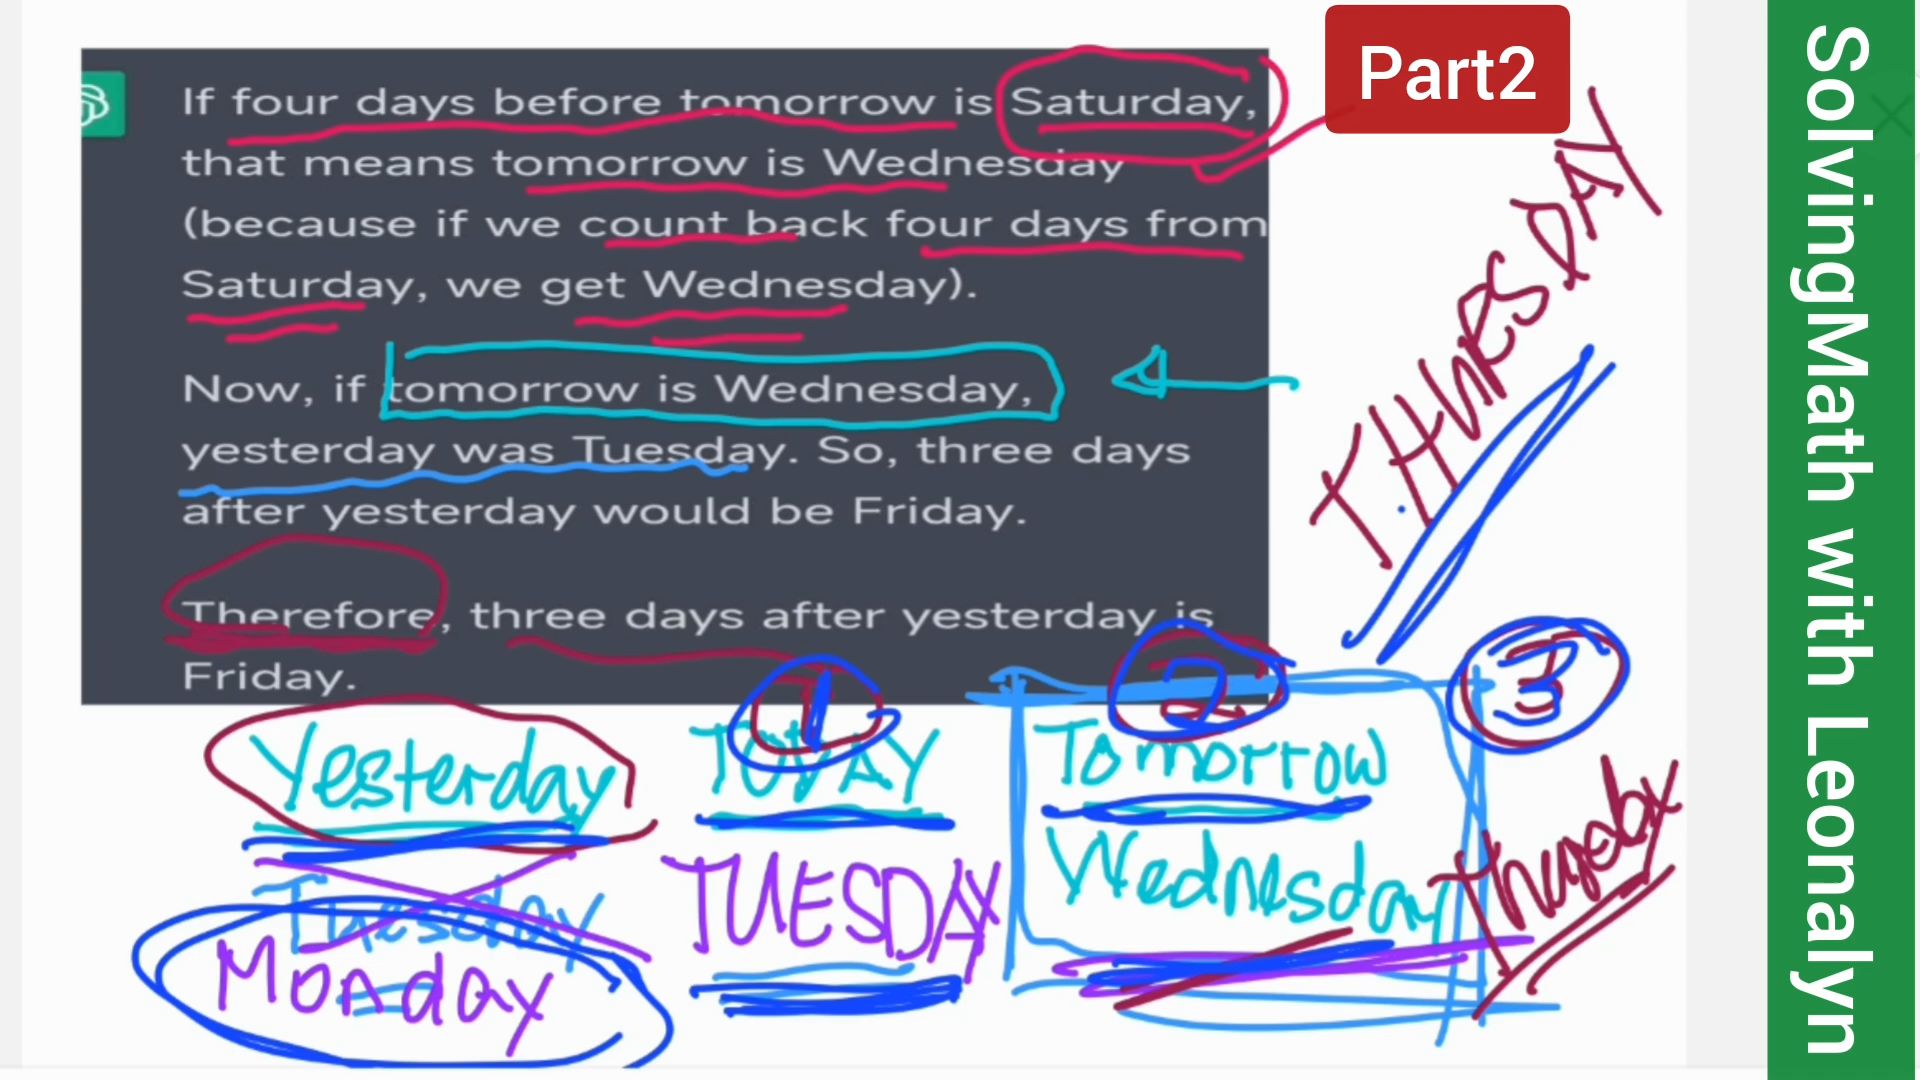 Part2
If four days before tomorrow is Saturday,
that means tomorrow is Wednesday
(because if we count back four days from
Saturday, we get Wednesday).
Now, if tomorrow is Wednesday,
yesterday was Tuesday. So, three days
after yesterday would be Friday.
Therefore, three days after yesterday is
Friday.
THURSDAY
1 2 3
Yesterday TODAY Tomorrow
Tuesday TUESDAY Wednesday
Monday
SolvingMath with Leonalyn